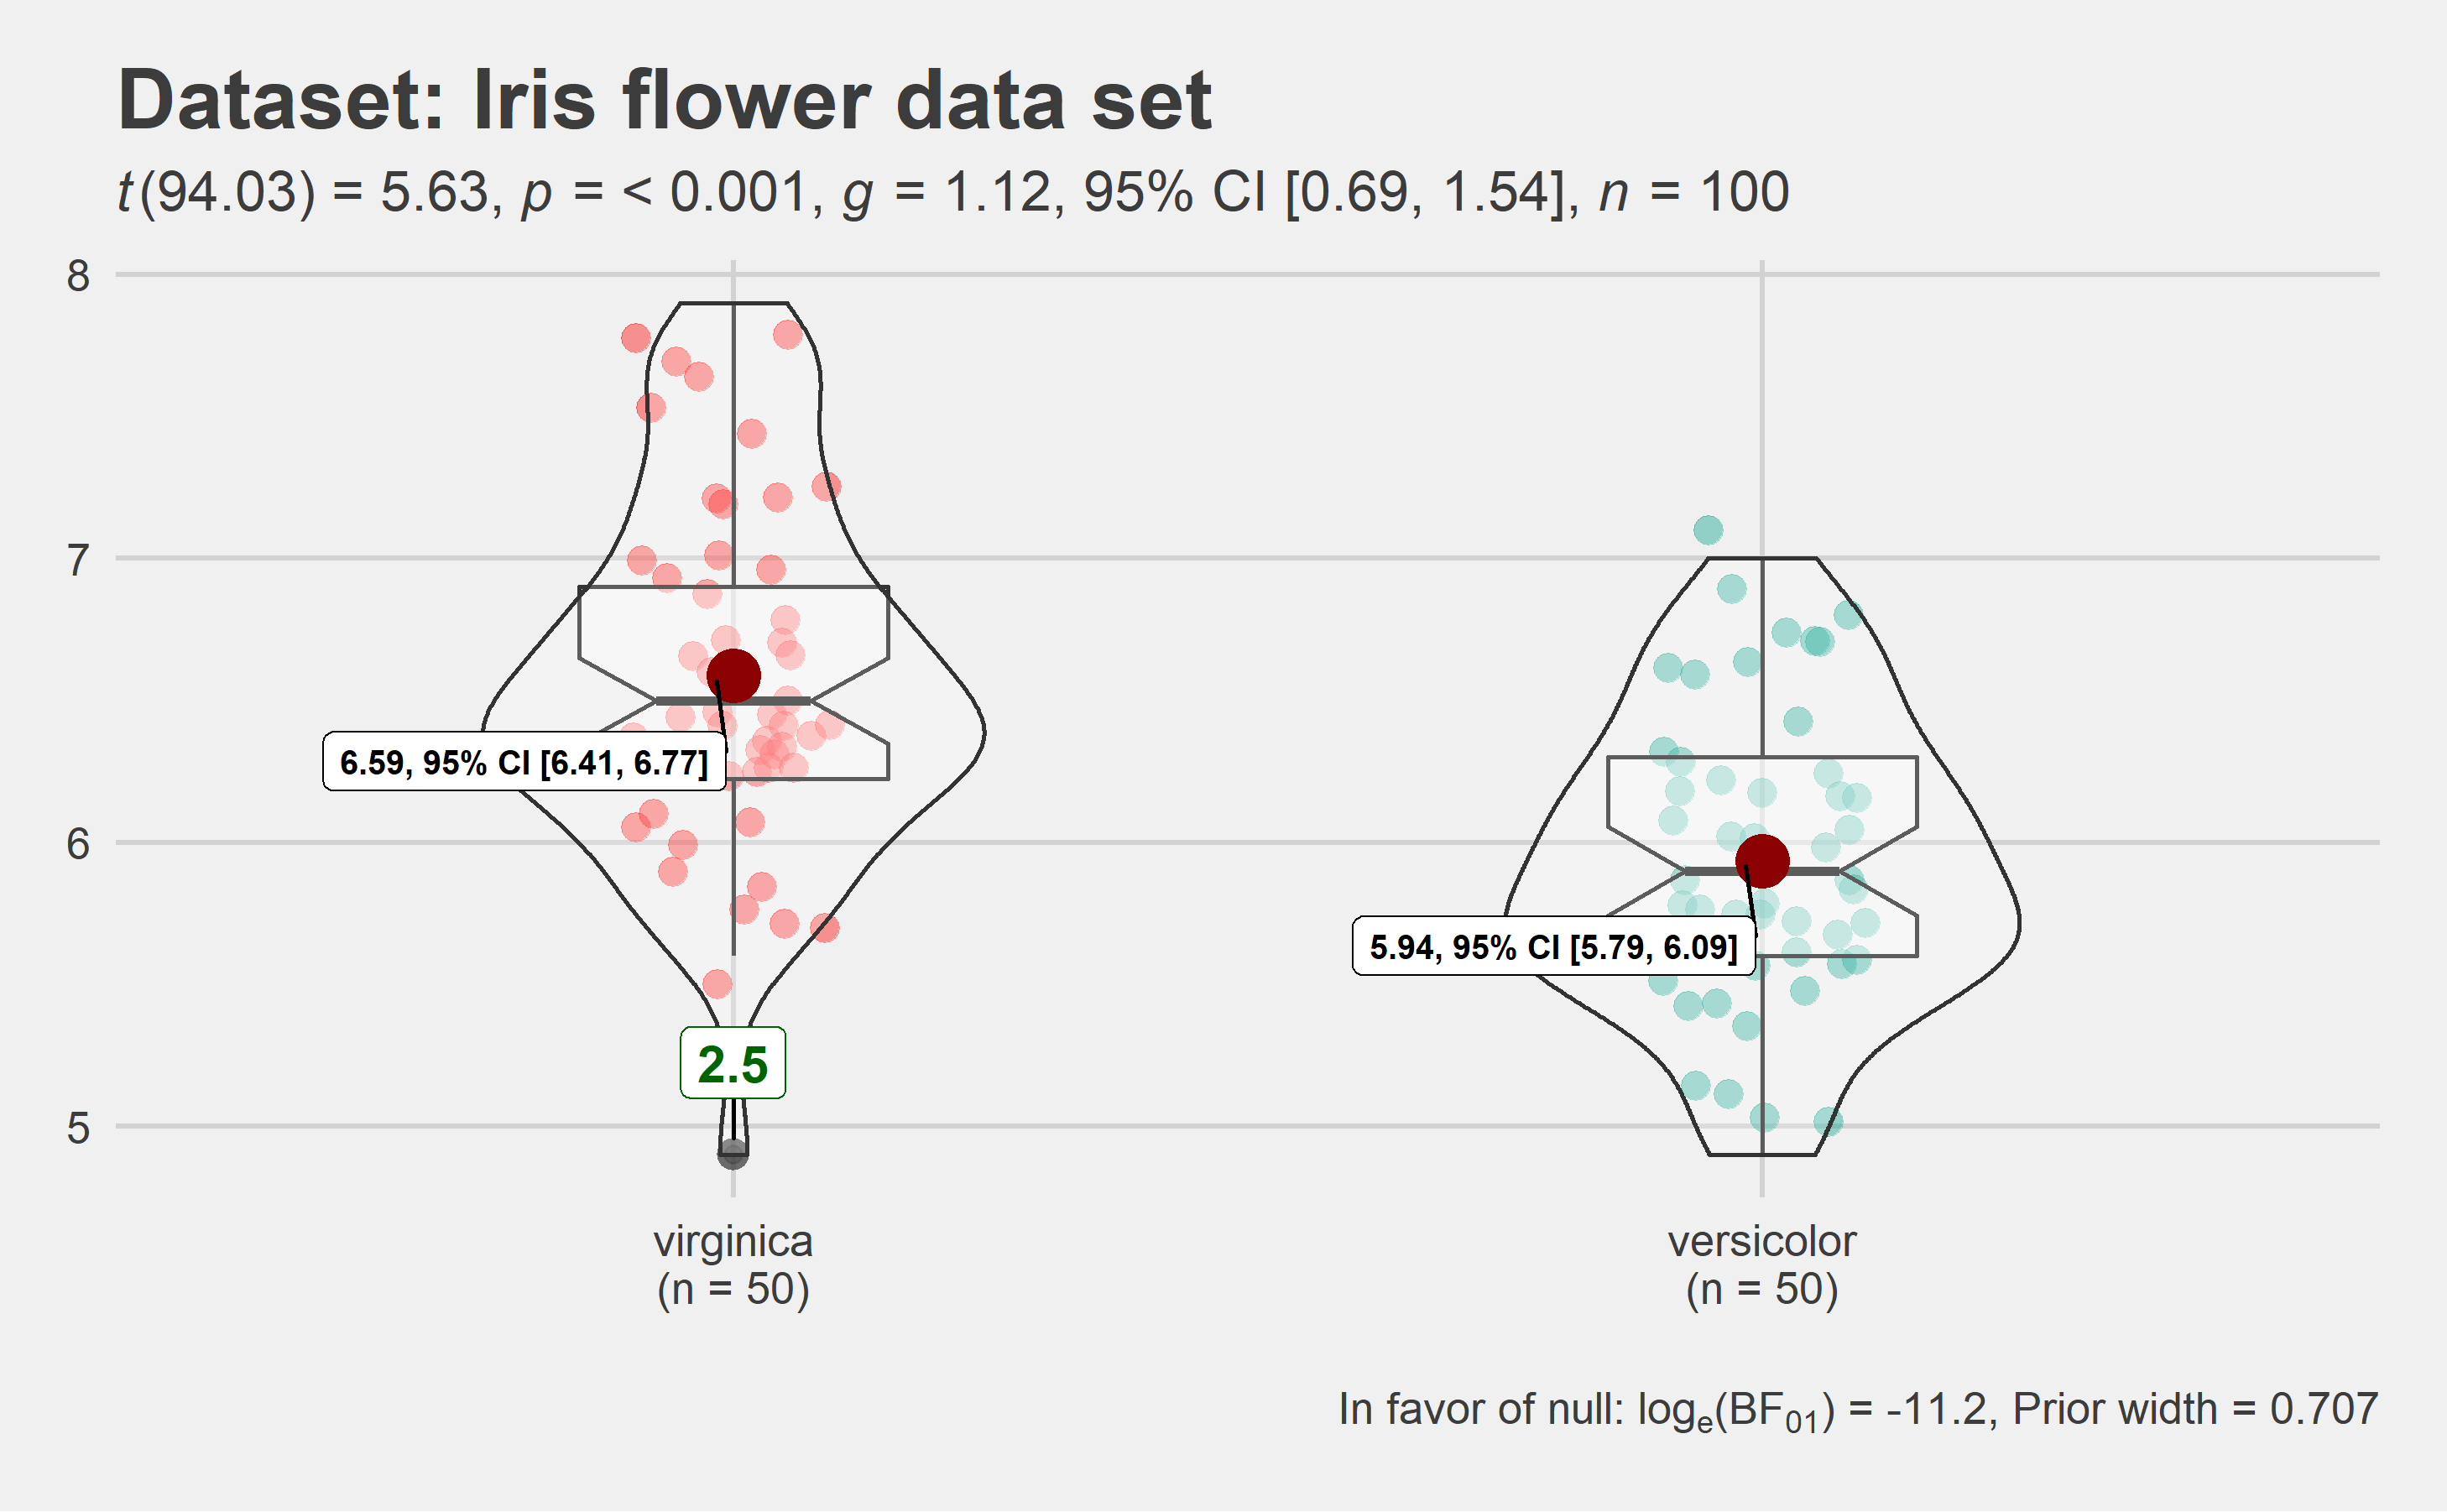 Dataset: Iris flower data set
t(94.03) = 5.63, p = < 0.001, g = 1.12, 95% CI [0.69, 1.54], n = 100
8
7
6.59, 95% CI [6.41, 6.77]
6
5.94, 95% CI [5.79, 6.09]
2.5
5
virginica
(n = 50)
versicolor
(n = 50)
In favor of null: loge(BF01) = -11.2, Prior width = 0.707